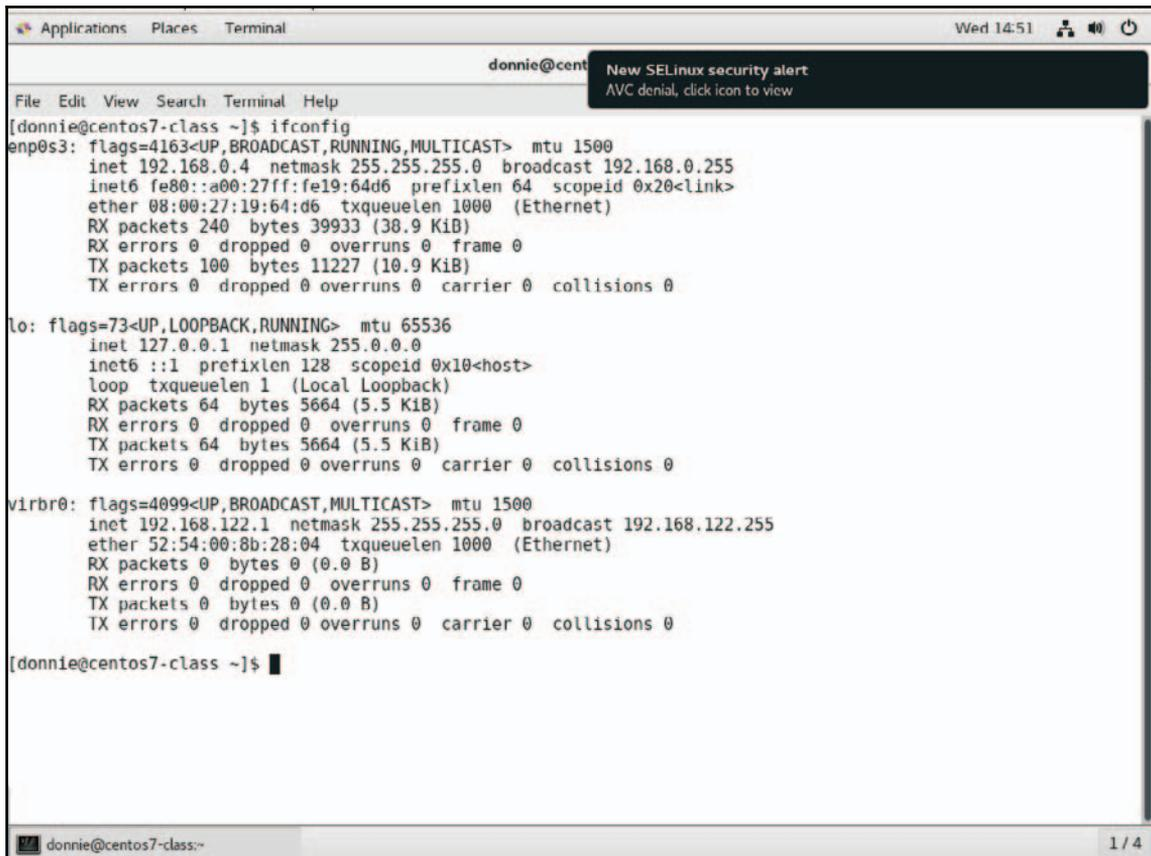 Applications Places Terminal Wed 14:51
donnie@cent
New SELinux security alert
AVC denial, click icon to view
File Edit View Search Terminal Help
[donnie@centos7-class ~]$ ifconfig
enp0s3: flags=4163<UP,BROADCAST,RUNNING,MULTICAST> mtu 1500
inet 192.168.0.4 netmask 255.255.255.0 broadcast 192.168.0.255
inet6 fe80::a00:27ff:fe19:64d6 prefixlen 64 scopeid 0x20<link>
ether 08:00:27:19:64:d6 txqueuelen 1000 (Ethernet)
RX packets 240 bytes 39933 (38.9 KiB)
RX errors 0 dropped 0 overruns 0 frame 0
TX packets 100 bytes 11227 (10.9 KiB)
TX errors 0 dropped 0 overruns 0 carrier 0 collisions 0
lo: flags=73<UP,LOOPBACK,RUNNING> mtu 65536
inet 127.0.0.1 netmask 255.0.0.0
inet6 ::1 prefixlen 128 scopeid 0x10<host>
loop txqueuelen 1 (Local Loopback)
RX packets 64 bytes 5664 (5.5 KiB)
RX errors 0 dropped 0 overruns 0 frame 0
TX packets 64 bytes 5664 (5.5 KiB)
TX errors 0 dropped 0 overruns 0 carrier 0 collisions 0
virbr0: flags=4099<UP,BROADCAST,MULTICAST> mtu 1500
inet 192.168.122.1 netmask 255.255.255.0 broadcast 192.168.122.255
ether 52:54:00:8b:28:04 txqueuelen 1000 (Ethernet)
RX packets 0 bytes 0 (0.0 B)
RX errors 0 dropped 0 overruns 0 frame 0
TX packets 0 bytes 0 (0.0 B)
TX errors 0 dropped 0 overruns 0 carrier 0 collisions 0
[donnie@centos7-class ~]$
donnie@centos7-class:~ 1 / 4